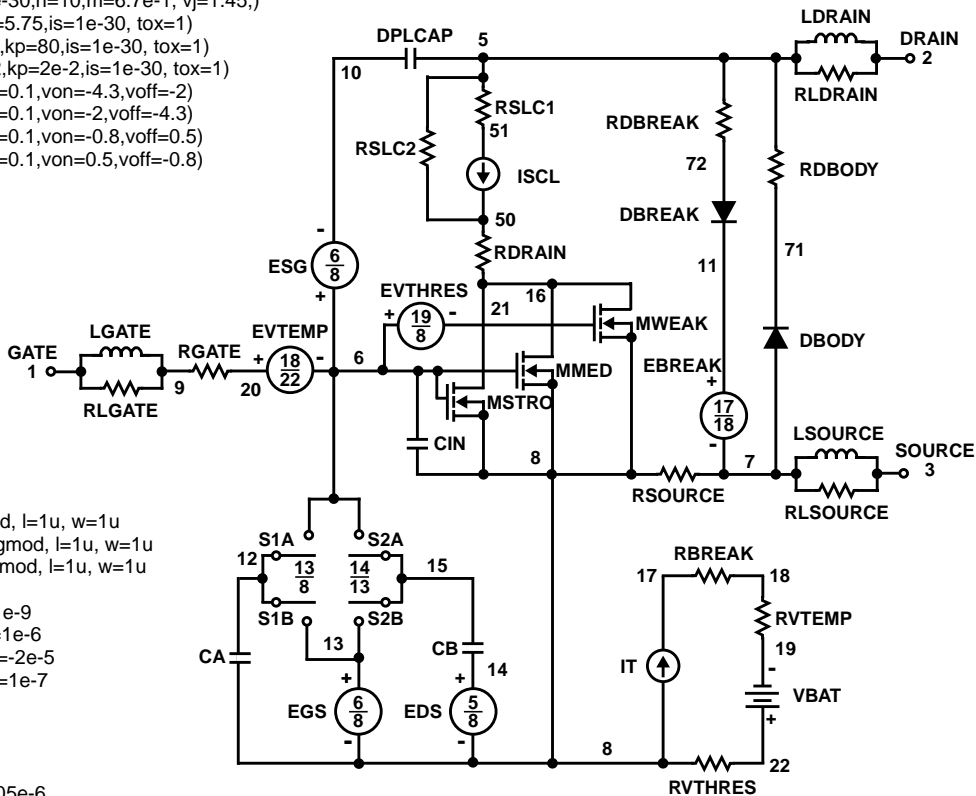 e-30,n=10,m=6.7e-1, vj=1.45,)
=5.75,is=1e-30, tox=1)
,kp=80,is=1e-30, tox=1)
2,kp=2e-2,is=1e-30, tox=1)
=0.1,von=-4.3,voff=-2)
=0.1,von=-2,voff=-4.3)
=0.1,von=-0.8,voff=0.5)
=0.1,von=0.5,voff=-0.8)
LDRAIN
DPLCAP 5 DRAIN
10 2
RLDRAIN
RSLC1
51
RDBREAK
RSLC2
72
RDBODY
ISCL
DBREAK
50
- RDRAIN
ESG 6/8
11 71
+
EVTHRES 16
+ 19/8 - 21
MWEAK
LGATE EVTEMP
GATE RGATE + 18/22 - 6
MMED
DBODY
1 9 20
EBREAK +
RLGATE
MSTRO
17/18
CIN
-
LSOURCE
8 7 SOURCE
3
RSOURCE
RLSOURCE
d, l=1u, w=1u
gmod, l=1u, w=1u
mod, l=1u, w=1u
S1A S2A
12 13/8 14/13 15
RBREAK
17 18
1e-9
=1e-6
=-2e-5
=1e-7
S1B S2B
RVTEMP
13
CA CB
19
IT
-
14
+ +
VBAT
EGS 6/8 EDS 5/8
+
- -
8
22
RVTHRES
05e-6